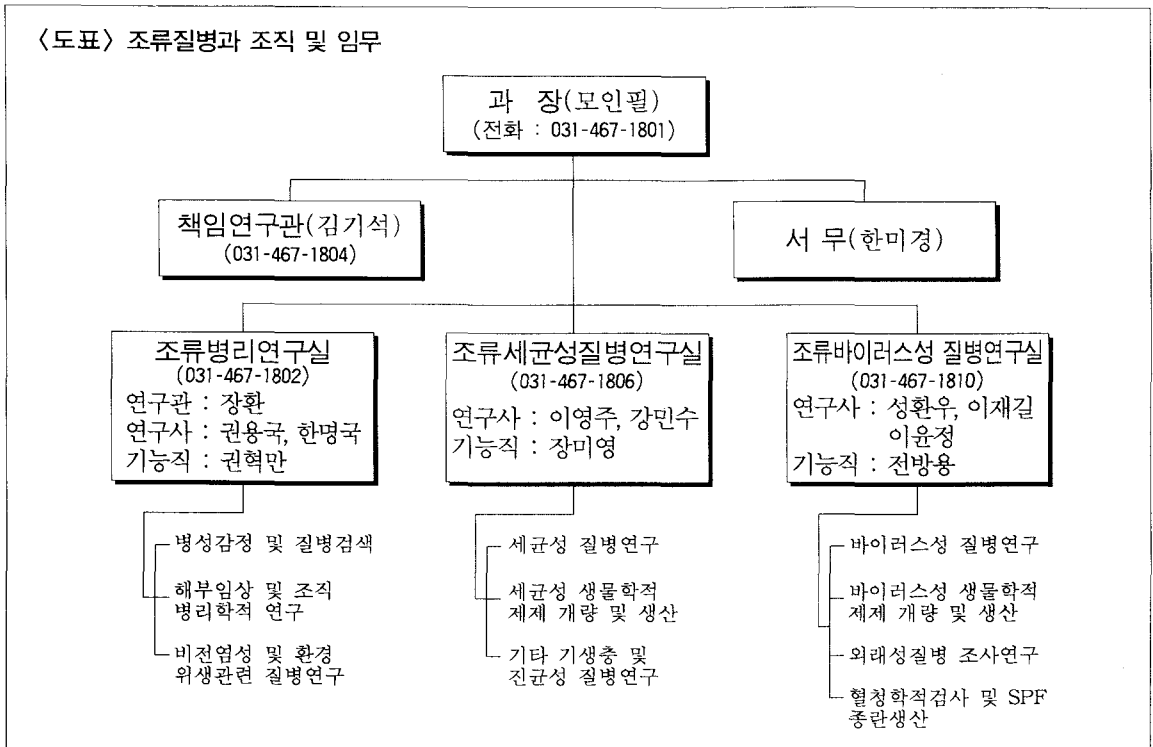 〈도표〉 조류질병과 조직 및 임무
과 장(모인필)
(전화 : 031-467-1801)
책임연구관(김기석)
(031-467-1804)
서 무(한미경)
조류병리연구실
(031-467-1802)
연구관 : 장환
연구사 : 권용국, 한명국
기능직 : 권혁만
조류세균성질병연구실
(031-467-1806)
연구사 : 이영주, 강민수
기능직 : 장미영
조류바이러스성 질병연구실
(031-467-1810)
연구사 : 성환우, 이재길
이윤정
기능직 : 전방용
병성감정 및 질병검색
해부임상 및 조직
병리학적 연구
비전염성 및 환경
위생관련 질병연구
세균성 질병연구
세균성 생물학적
제제 개량 및 생산
기타 기생충 및
진균성 질병연구
바이러스성 질병연구
바이러스성 생물학적
제제 개량 및 생산
외래성질병 조사연구
혈청학적검사 및 SPF
종란생산